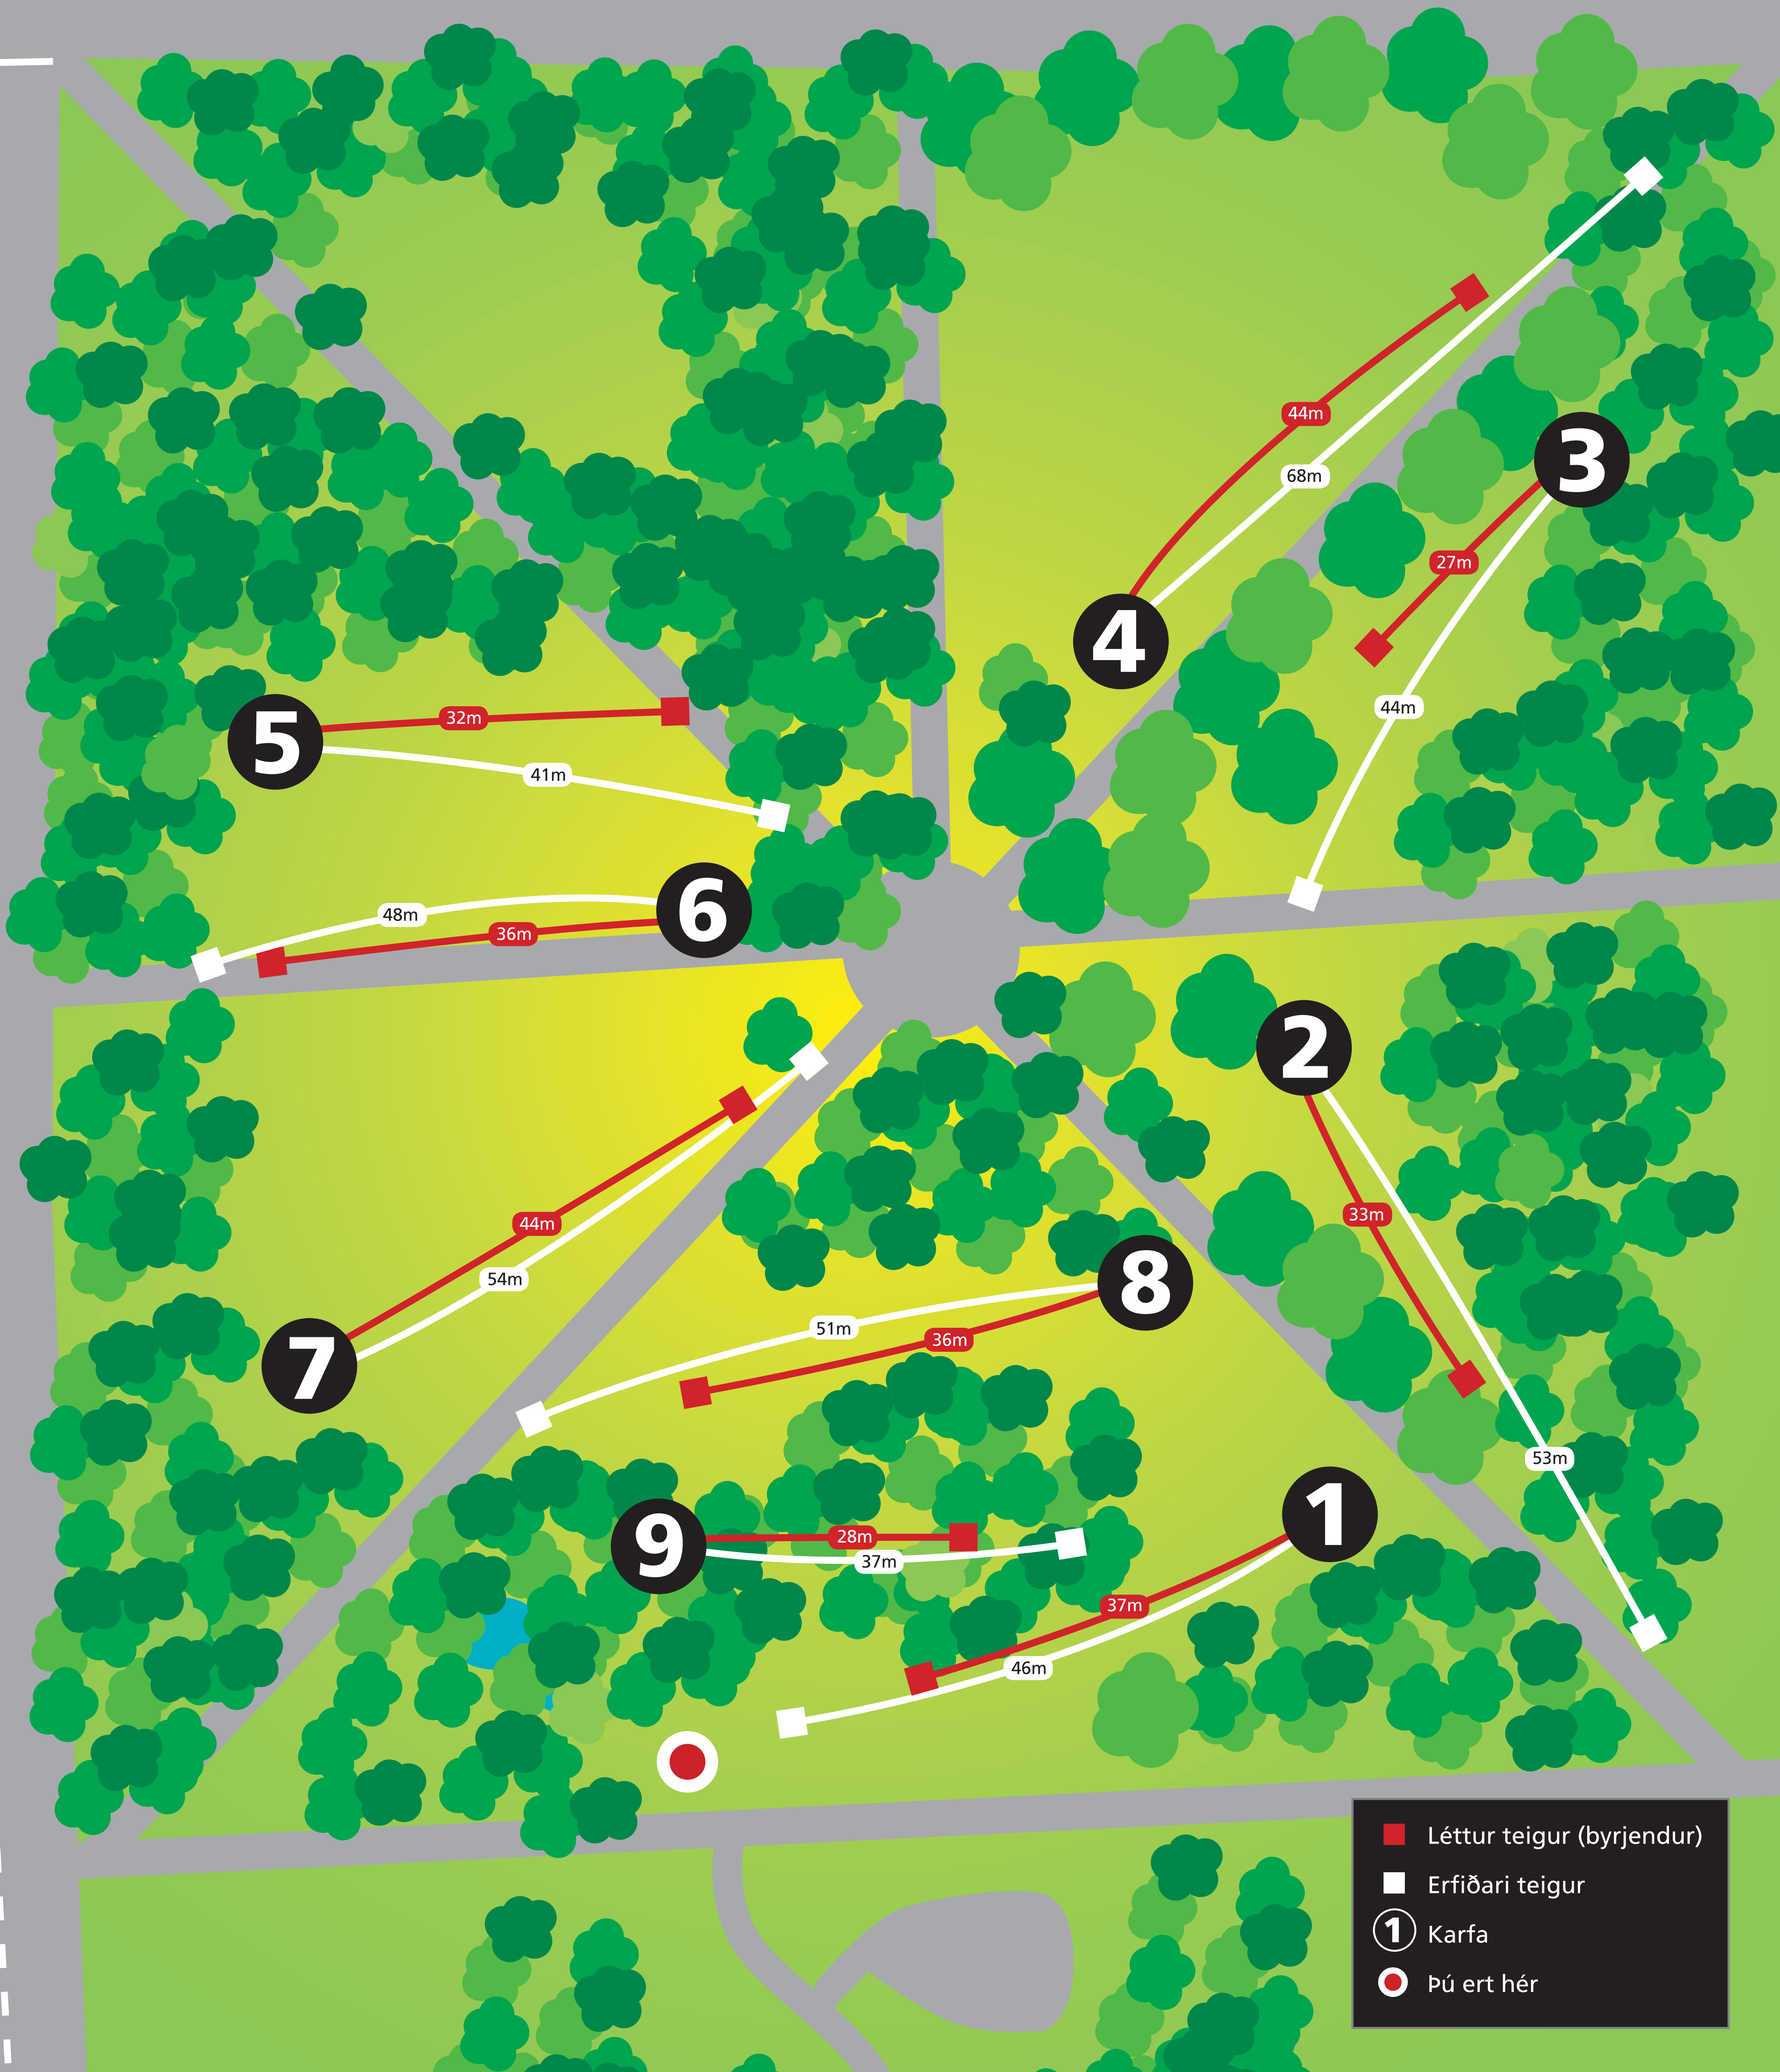 44m
68m
3
27m
4
44m
5
32m
41m
6
48m
36m
2
33m
44m
54m
8
51m
36m
7
53m
1
9
28m
37m
37m
46m
Léttur teigur (byrjendur)
Erfiðari teigur
1 Karfa
Þú ert hér